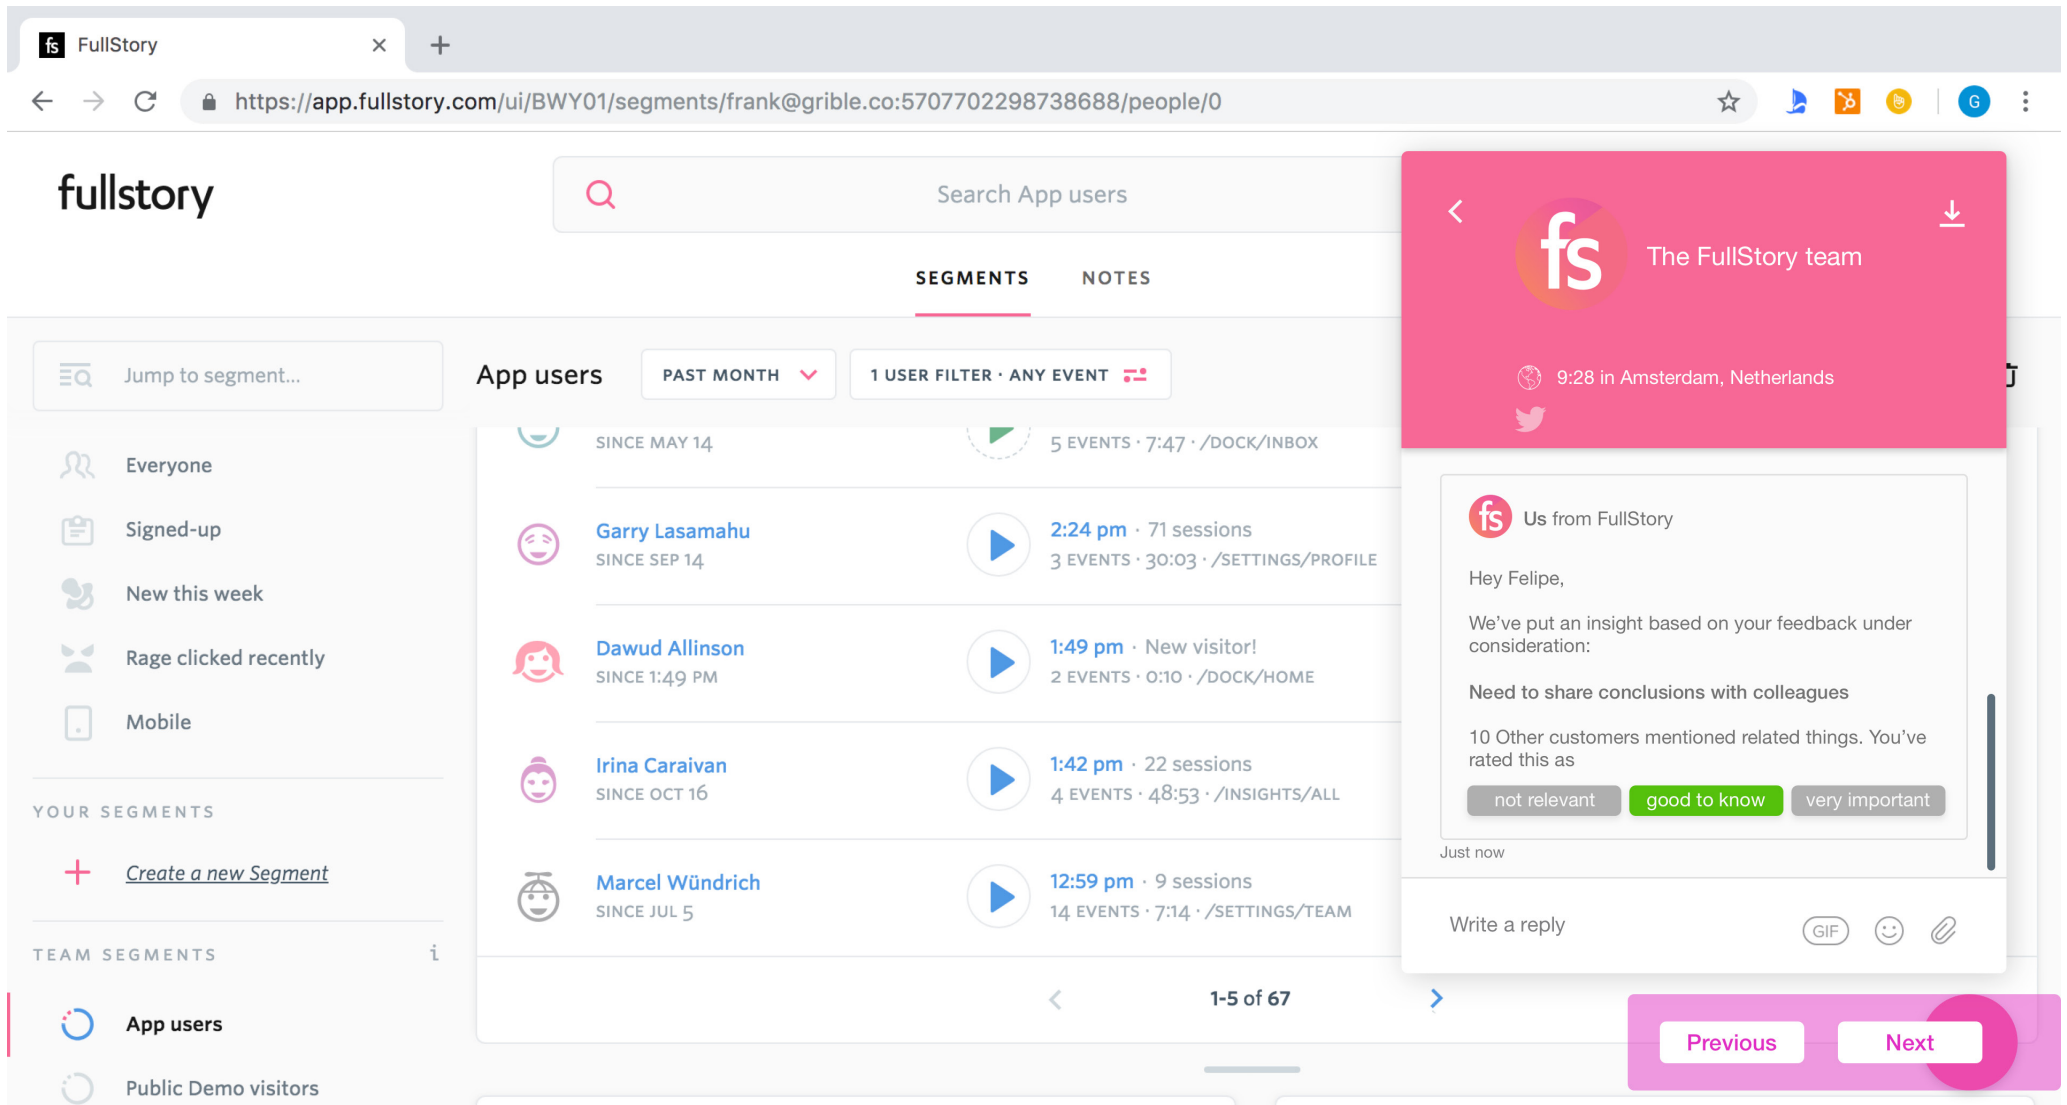 fs FullStory
https://app.fullstory.com/ui/BWY01/segments/frank@grible.co:5707702298738688/people/0
G
fullstory
Search App users
SEGMENTS NOTES
Jump to segment...
Everyone
Signed-up
New this week
Rage clicked recently
Mobile
YOUR SEGMENTS
Create a new Segment
TEAM SEGMENTS i
App users
Public Demo visitors
App users PAST MONTH 1 USER FILTER · ANY EVENT
SINCE MAY 14 5 EVENTS · 7:47 · /DOCK/INBOX
Garry Lasamahu 2:24 pm · 71 sessions
SINCE SEP 14 3 EVENTS · 30:03 · /SETTINGS/PROFILE
Dawud Allinson 1:49 pm · New visitor!
SINCE 1:49 PM 2 EVENTS · 0:10 · /DOCK/HOME
Irina Caraivan 1:42 pm · 22 sessions
SINCE OCT 16 4 EVENTS · 48:53 · /INSIGHTS/ALL
Marcel Wündrich 12:59 pm · 9 sessions
SINCE JUL 5 14 EVENTS · 7:14 · /SETTINGS/TEAM
1-5 of 67
fs The FullStory team
9:28 in Amsterdam, Netherlands
fs Us from FullStory
Hey Felipe,
We've put an insight based on your feedback under
consideration:
Need to share conclusions with colleagues
10 Other customers mentioned related things. You've
rated this as
not relevant good to know very important
Just now
Write a reply GIF
Previous Next